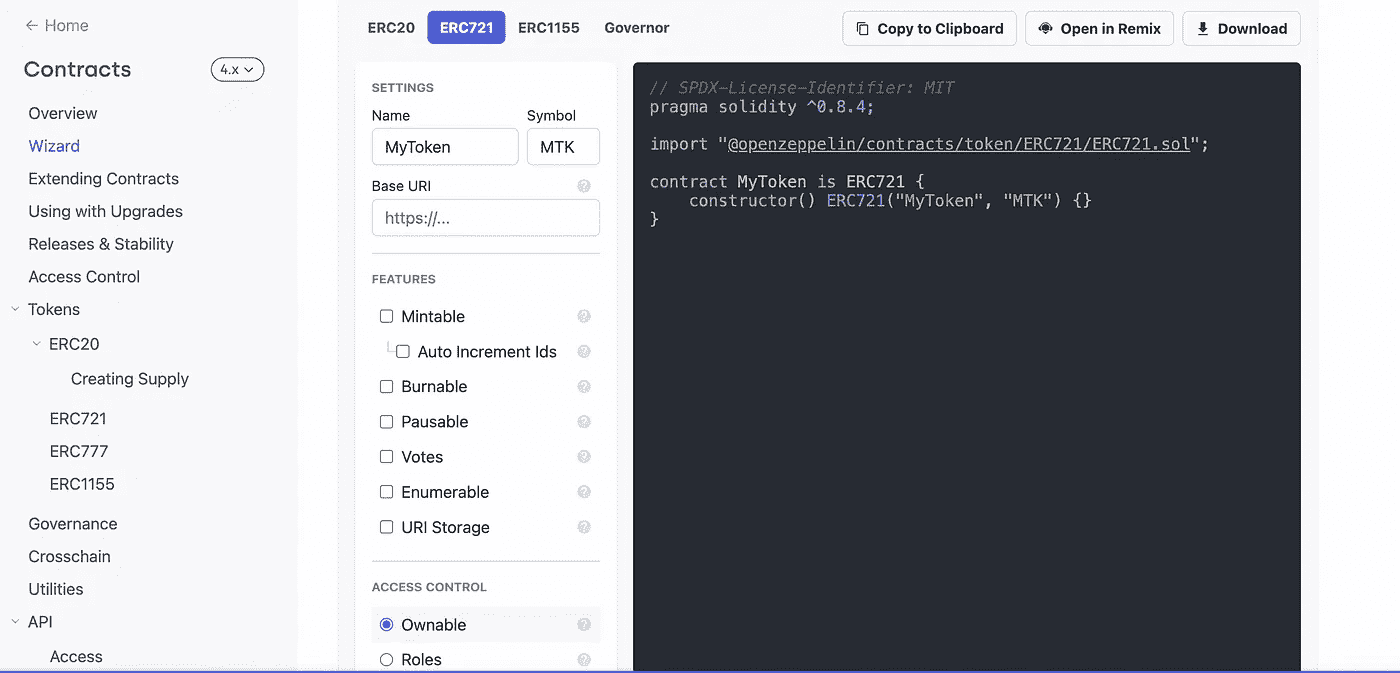 ← Home
Contracts
4.x
Overview
Wizard
Extending Contracts
Using with Upgrades
Releases & Stability
Access Control
Tokens
ERC20
Creating Supply
ERC721
ERC777
ERC1155
Governance
Crosschain
Utilities
API
Access
ERC20 ERC721 ERC1155 Governor
Copy to Clipboard Open in Remix Download
SETTINGS
Name Symbol
MyToken MTK
Base URI ?
https://...
FEATURES
Mintable ?
Auto Increment Ids ?
Burnable ?
Pausable ?
Votes ?
Enumerable ?
URI Storage ?
ACCESS CONTROL
Ownable ?
Roles ?
// SPDX-License-Identifier: MIT
pragma solidity ^0.8.4;
import "@openzeppelin/contracts/token/ERC721/ERC721.sol";
contract MyToken is ERC721 {
    constructor() ERC721("MyToken", "MTK") {}
}